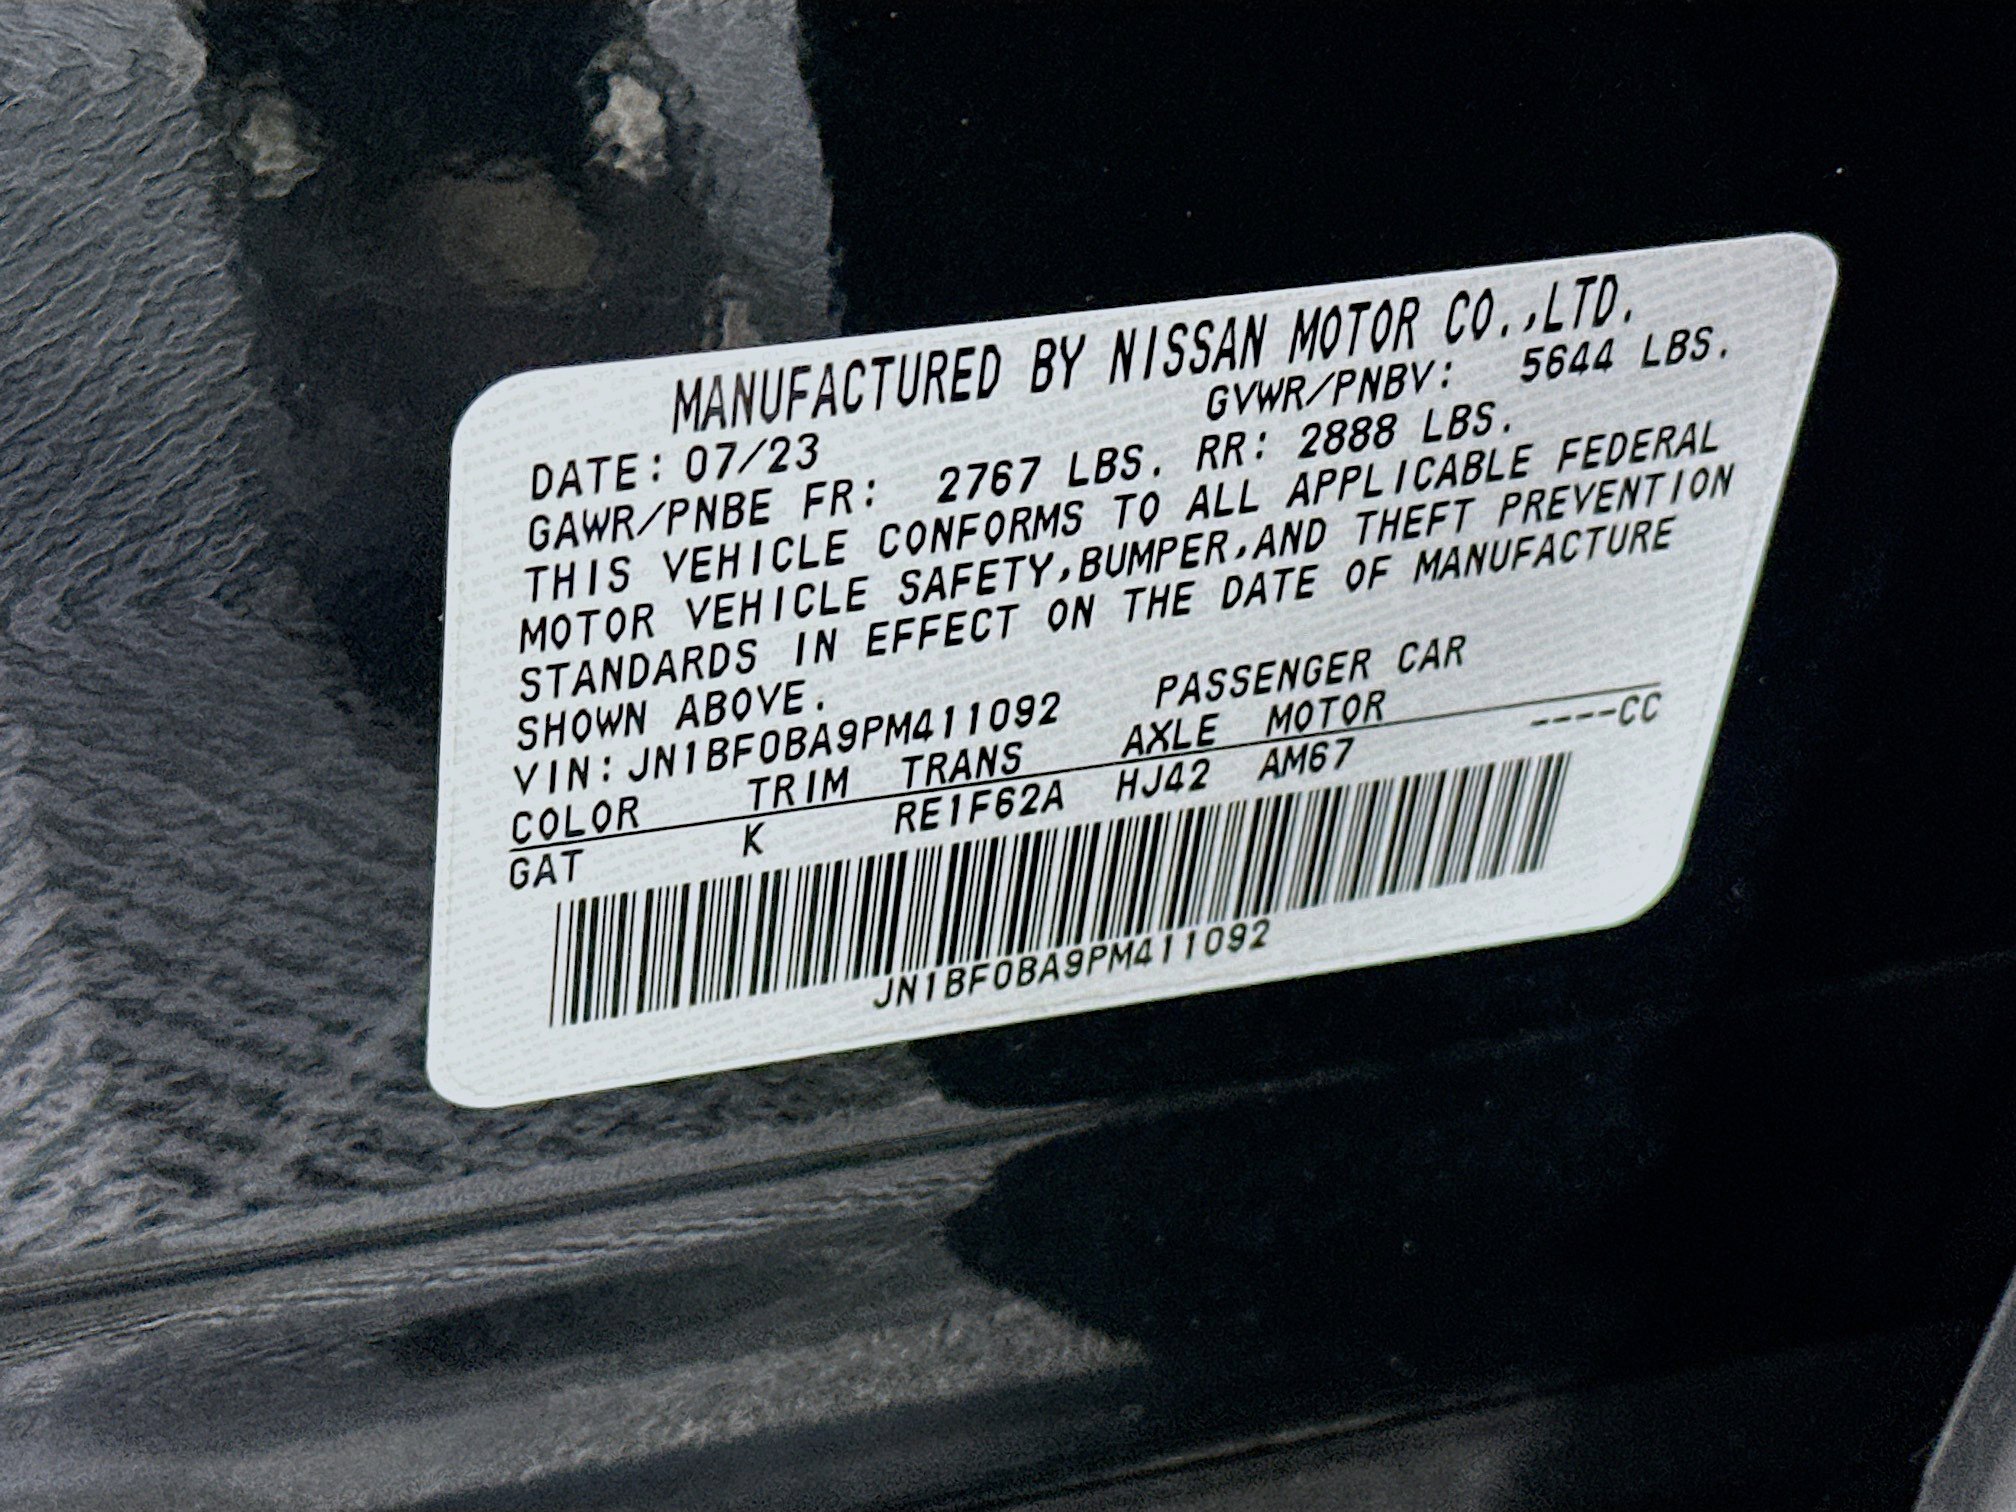 MANUFACTURED BY NISSAN MOTOR CO.,LTD.
DATE: 07/23 GVWR/PNBV: 5644 LBS.
GAWR/PNBE FR: 2767 LBS. RR: 2888 LBS.
THIS VEHICLE CONFORMS TO ALL APPLICABLE FEDERAL
MOTOR VEHICLE SAFETY,BUMPER,AND THEFT PREVENTION
STANDARDS IN EFFECT ON THE DATE OF MANUFACTURE
SHOWN ABOVE.
VIN: JN1BF0BA9PM411092 PASSENGER CAR
COLOR TRIM TRANS AXLE MOTOR ----CC
GAT K RE1F62A HJ42 AM67
JN1BF0BA9PM411092